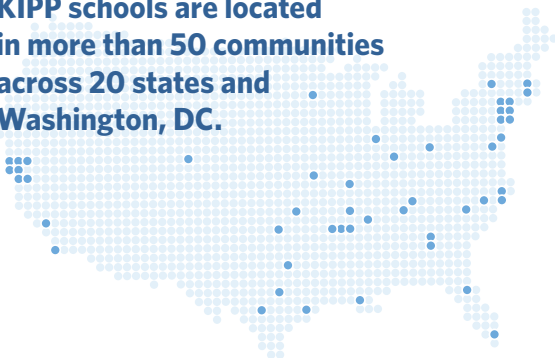 KIPP schools are located
in more than 50 communities
across 20 states and
Washington, DC.